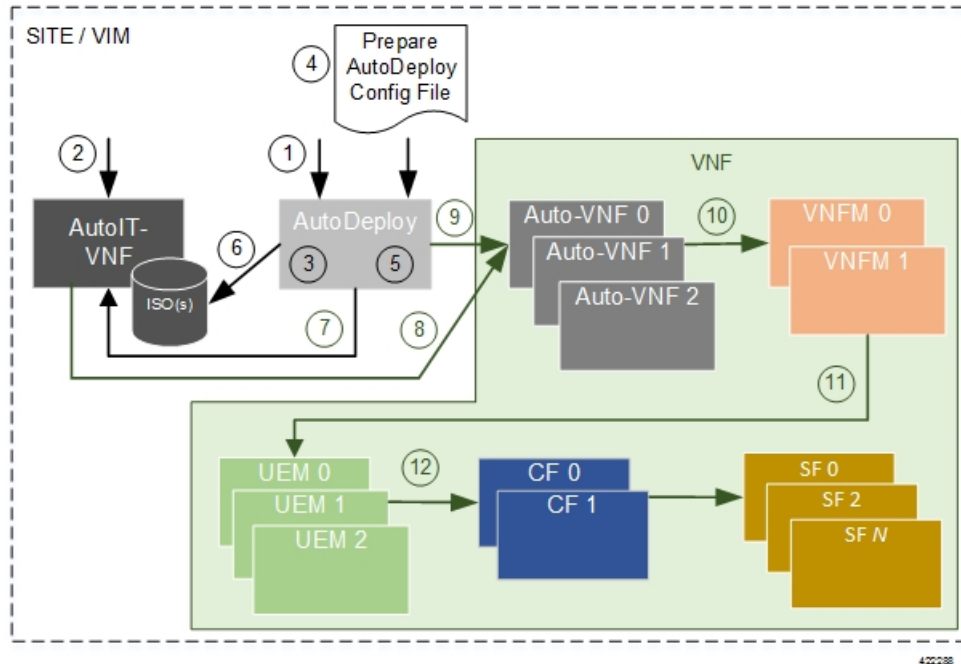 SITE / VIM
4
Prepare
AutoDeploy
Config File
2
1
VNF
AutoIT-
VNF
ISO(s)
6
AutoDeploy
3
5
9
Auto-VNF 0
Auto-VNF 1
Auto-VNF 2
10
VNFM 0
VNFM 1
7
8
11
UEM 0
UEM 1
UEM 2
12
CF 0
CF 1
SF 0
SF 2
SF N
422288